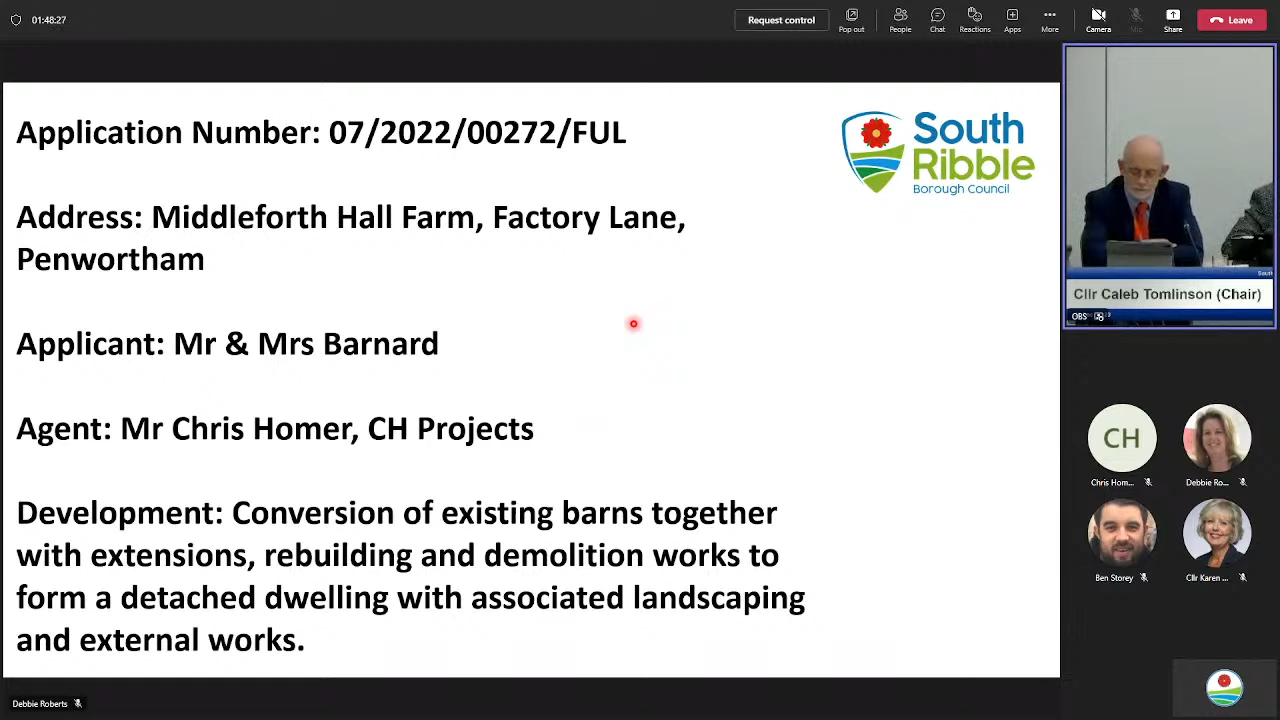 01:48:27
Request control
Pop out
People
Chat
Reactions
Apps
More
Camera
Mic
Share
Leave
Application Number: 07/2022/00272/FUL
South
Ribble
Borough Council
Address: Middleforth Hall Farm, Factory Lane,
Penwortham
Applicant: Mr & Mrs Barnard
Agent: Mr Chris Homer, CH Projects
Development: Conversion of existing barns together
with extensions, rebuilding and demolition works to
form a detached dwelling with associated landscaping
and external works.
Cllr Caleb Tomlinson (Chair)
OBS
CH
Chris Hom...
Debbie Ro...
Ben Storey
Cllr Karen ...
Debbie Roberts